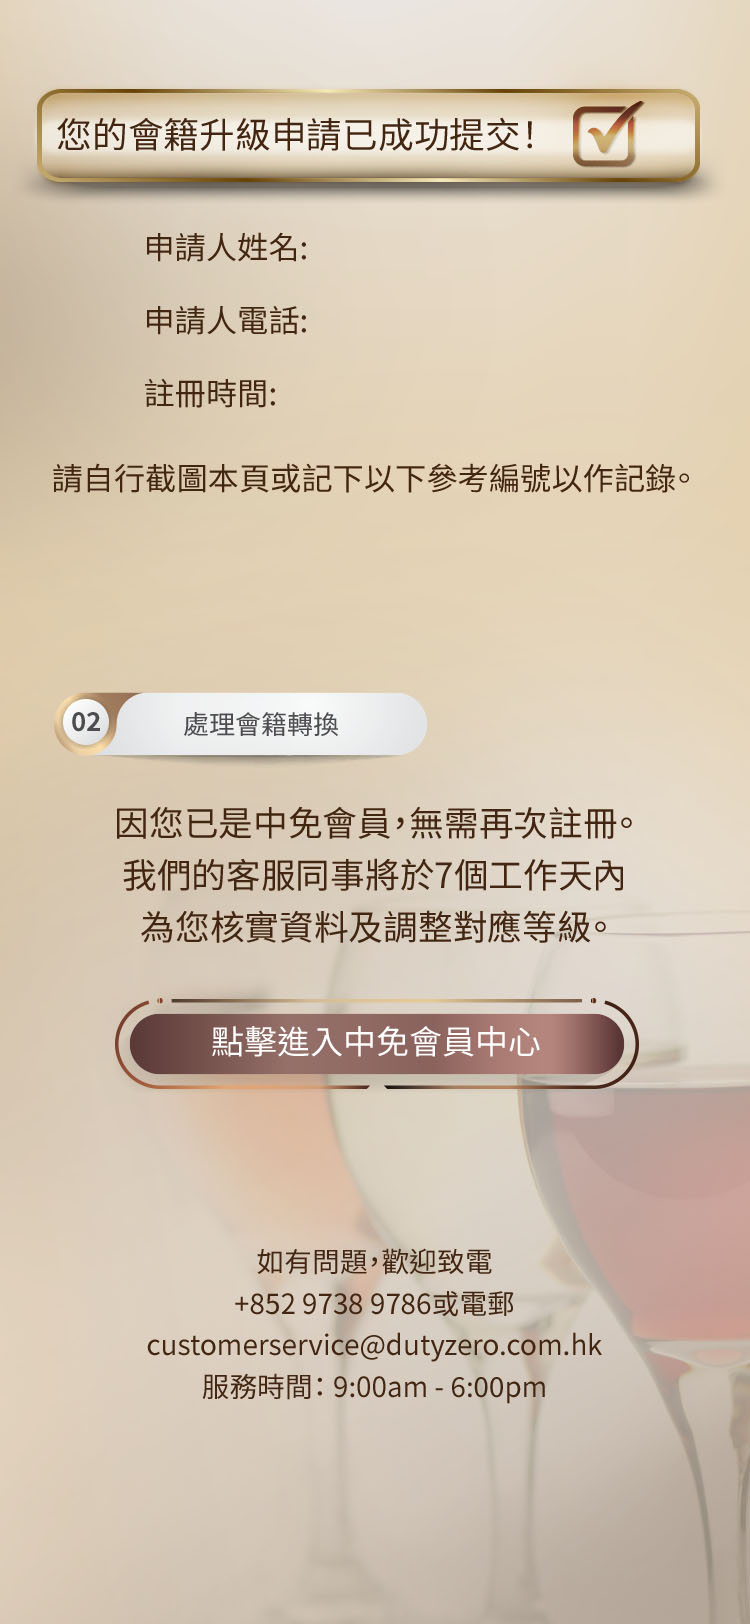 您的會籍升級申請已成功提交！
申請人姓名:
申請人電話:
註冊時間:
請自行截圖本頁或記下以下參考編號以作記錄。
02
處理會籍轉換
因您已是中免會員，無需再次註冊。
我們的客服同事將於7個工作天內
為您核實資料及調整對應等級。
點擊進入中免會員中心
如有問題，歡迎致電
+852 9738 9786或電郵
customerservice@dutyzero.com.hk
服務時間：9:00am - 6:00pm